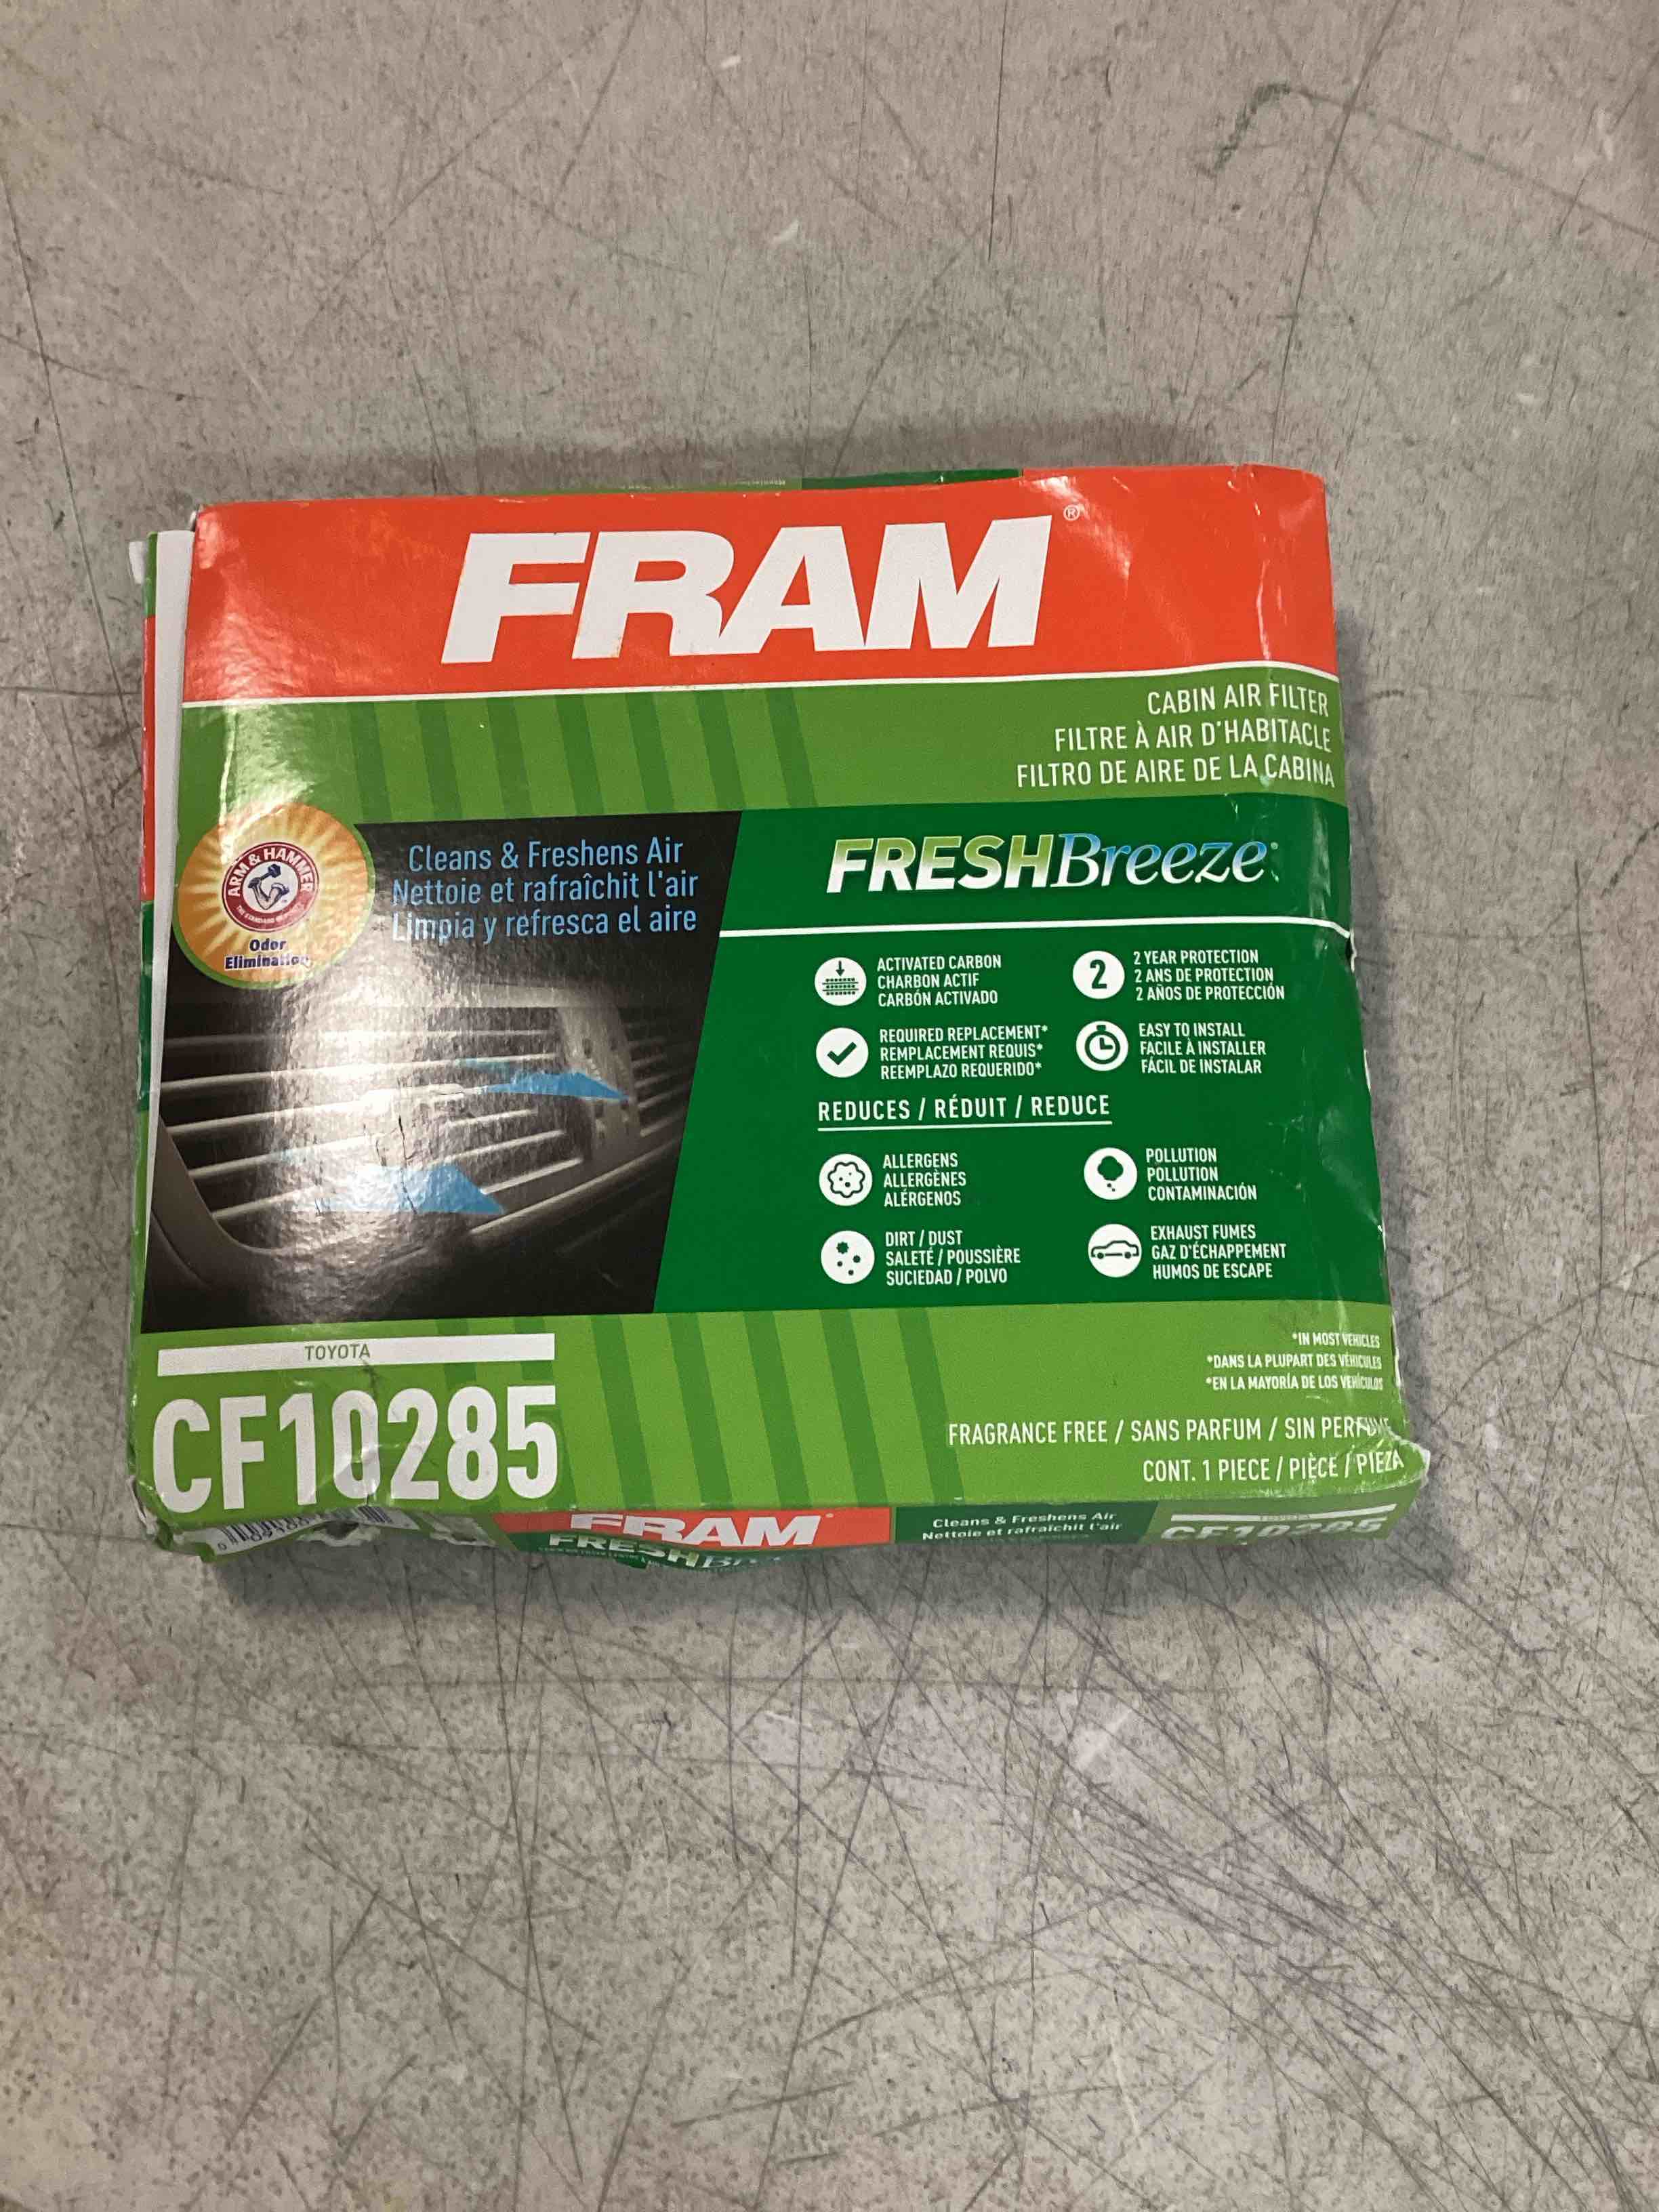 FRAM®
CABIN AIR FILTER
FILTRE À AIR D'HABITACLE
FILTRO DE AIRE DE LA CABINA
ARM & HAMMER
Odor
Elimination
Cleans & Freshens Air
Nettoie et rafraîchit l'air
Limpia y refresca el aire
FRESHBreeze
ACTIVATED CARBON
CHARBON ACTIF
CARBÓN ACTIVADO
2
2 YEAR PROTECTION
2 ANS DE PROTECTION
2 AÑOS DE PROTECCIÓN
REQUIRED REPLACEMENT*
REMPLACEMENT REQUIS*
REEMPLAZO REQUERIDO*
EASY TO INSTALL
FACILE À INSTALLER
FÁCIL DE INSTALAR
REDUCES / RÉDUIT / REDUCE
ALLERGENS
ALLERGÈNES
ALÉRGENOS
POLLUTION
POLLUTION
CONTAMINACIÓN
DIRT / DUST
SALETÉ / POUSSIÈRE
SUCIEDAD / POLVO
EXHAUST FUMES
GAZ D'ÉCHAPPEMENT
HUMOS DE ESCAPE
TOYOTA
CF10285
*IN MOST VEHICLES
*DANS LA PLUPART DES VÉHICULES
*EN LA MAYORÍA DE LOS VEHÍCULOS
FRAGRANCE FREE / SANS PARFUM / SIN PERFUME
CONT. 1 PIECE / PIÈCE / PIEZA
FRAM
FRESH
Cleans & Freshens Air
Nettoie et rafraîchit l'air
CF10285